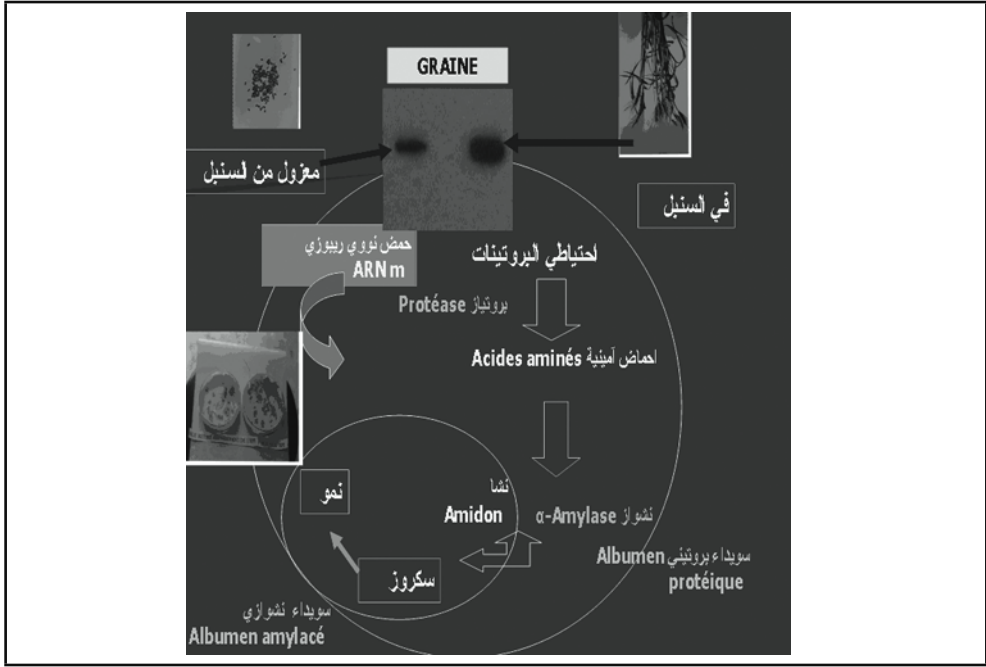 GRAINE
معزول من السنبل
في السنبل
حمض نووي ريبوزي
ARN m
احتياطي البروتينات
Protéase بروتياز
Acides aminés احماض آمينية
نمو
نشا
Amidon
α-Amylase نشواز
سكروز
Albumen سويداء بروتيني
protéique
سويداء نشوازي
Albumen amylacé